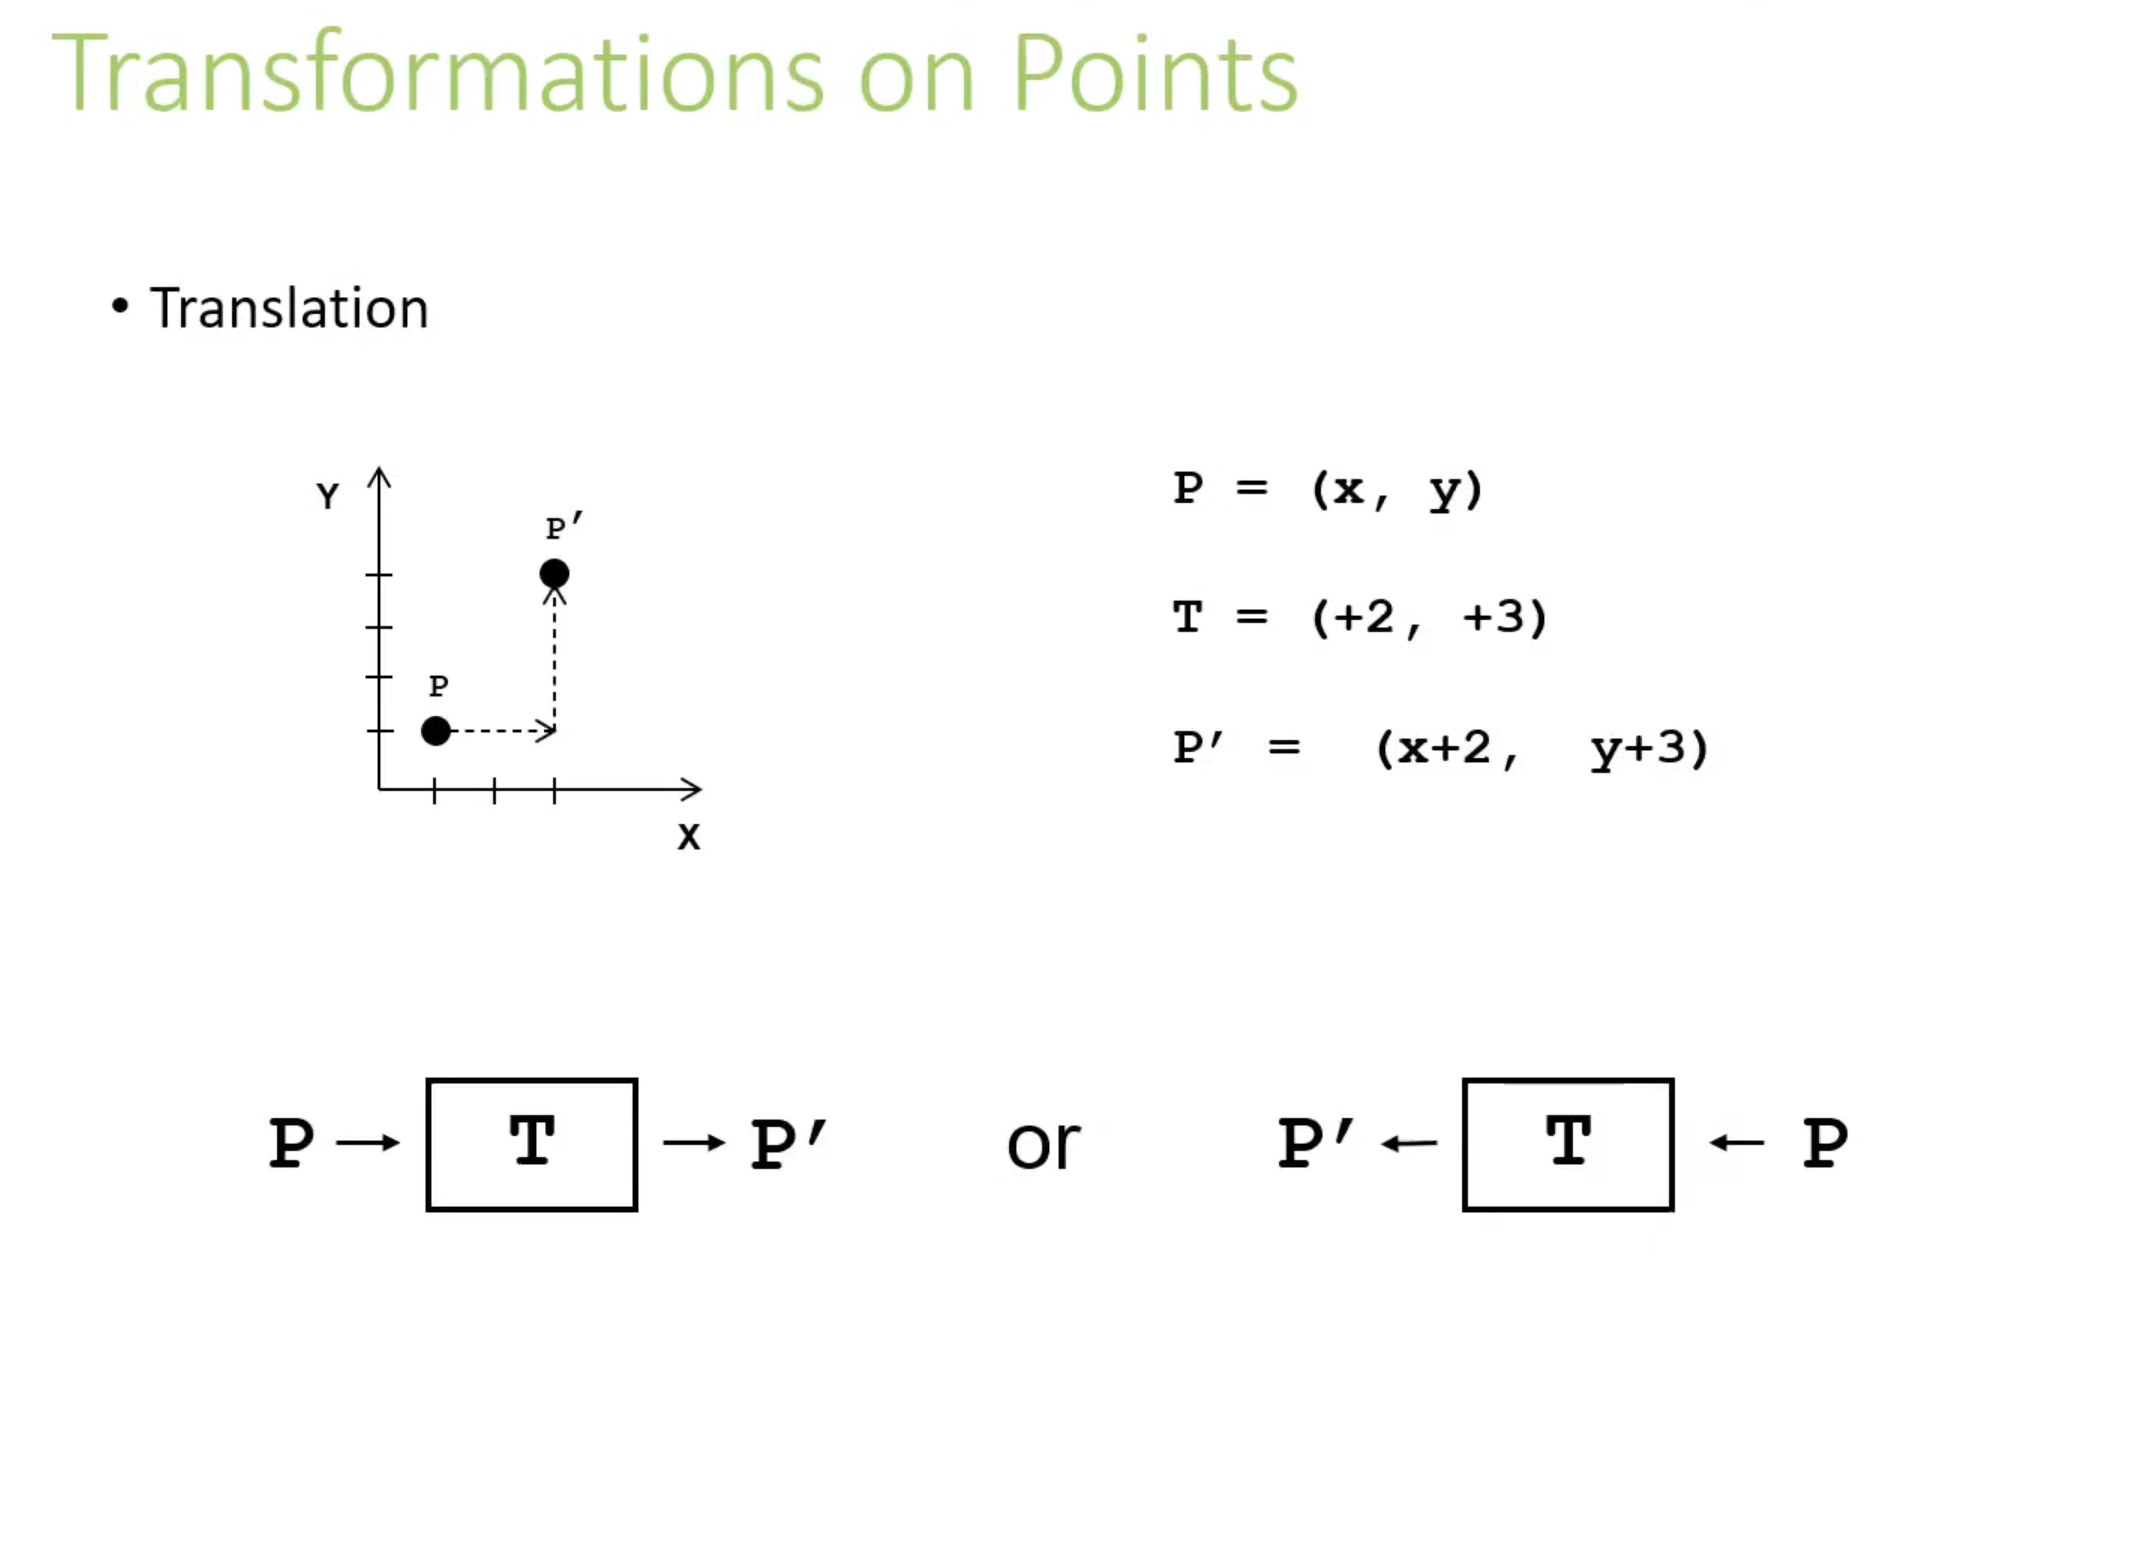 Transformations on Points
• Translation
Y
P′
P
X
P = (x, y)
T = (+2, +3)
P′ = (x+2, y+3)
P → T → P′ or P′ ← T ← P